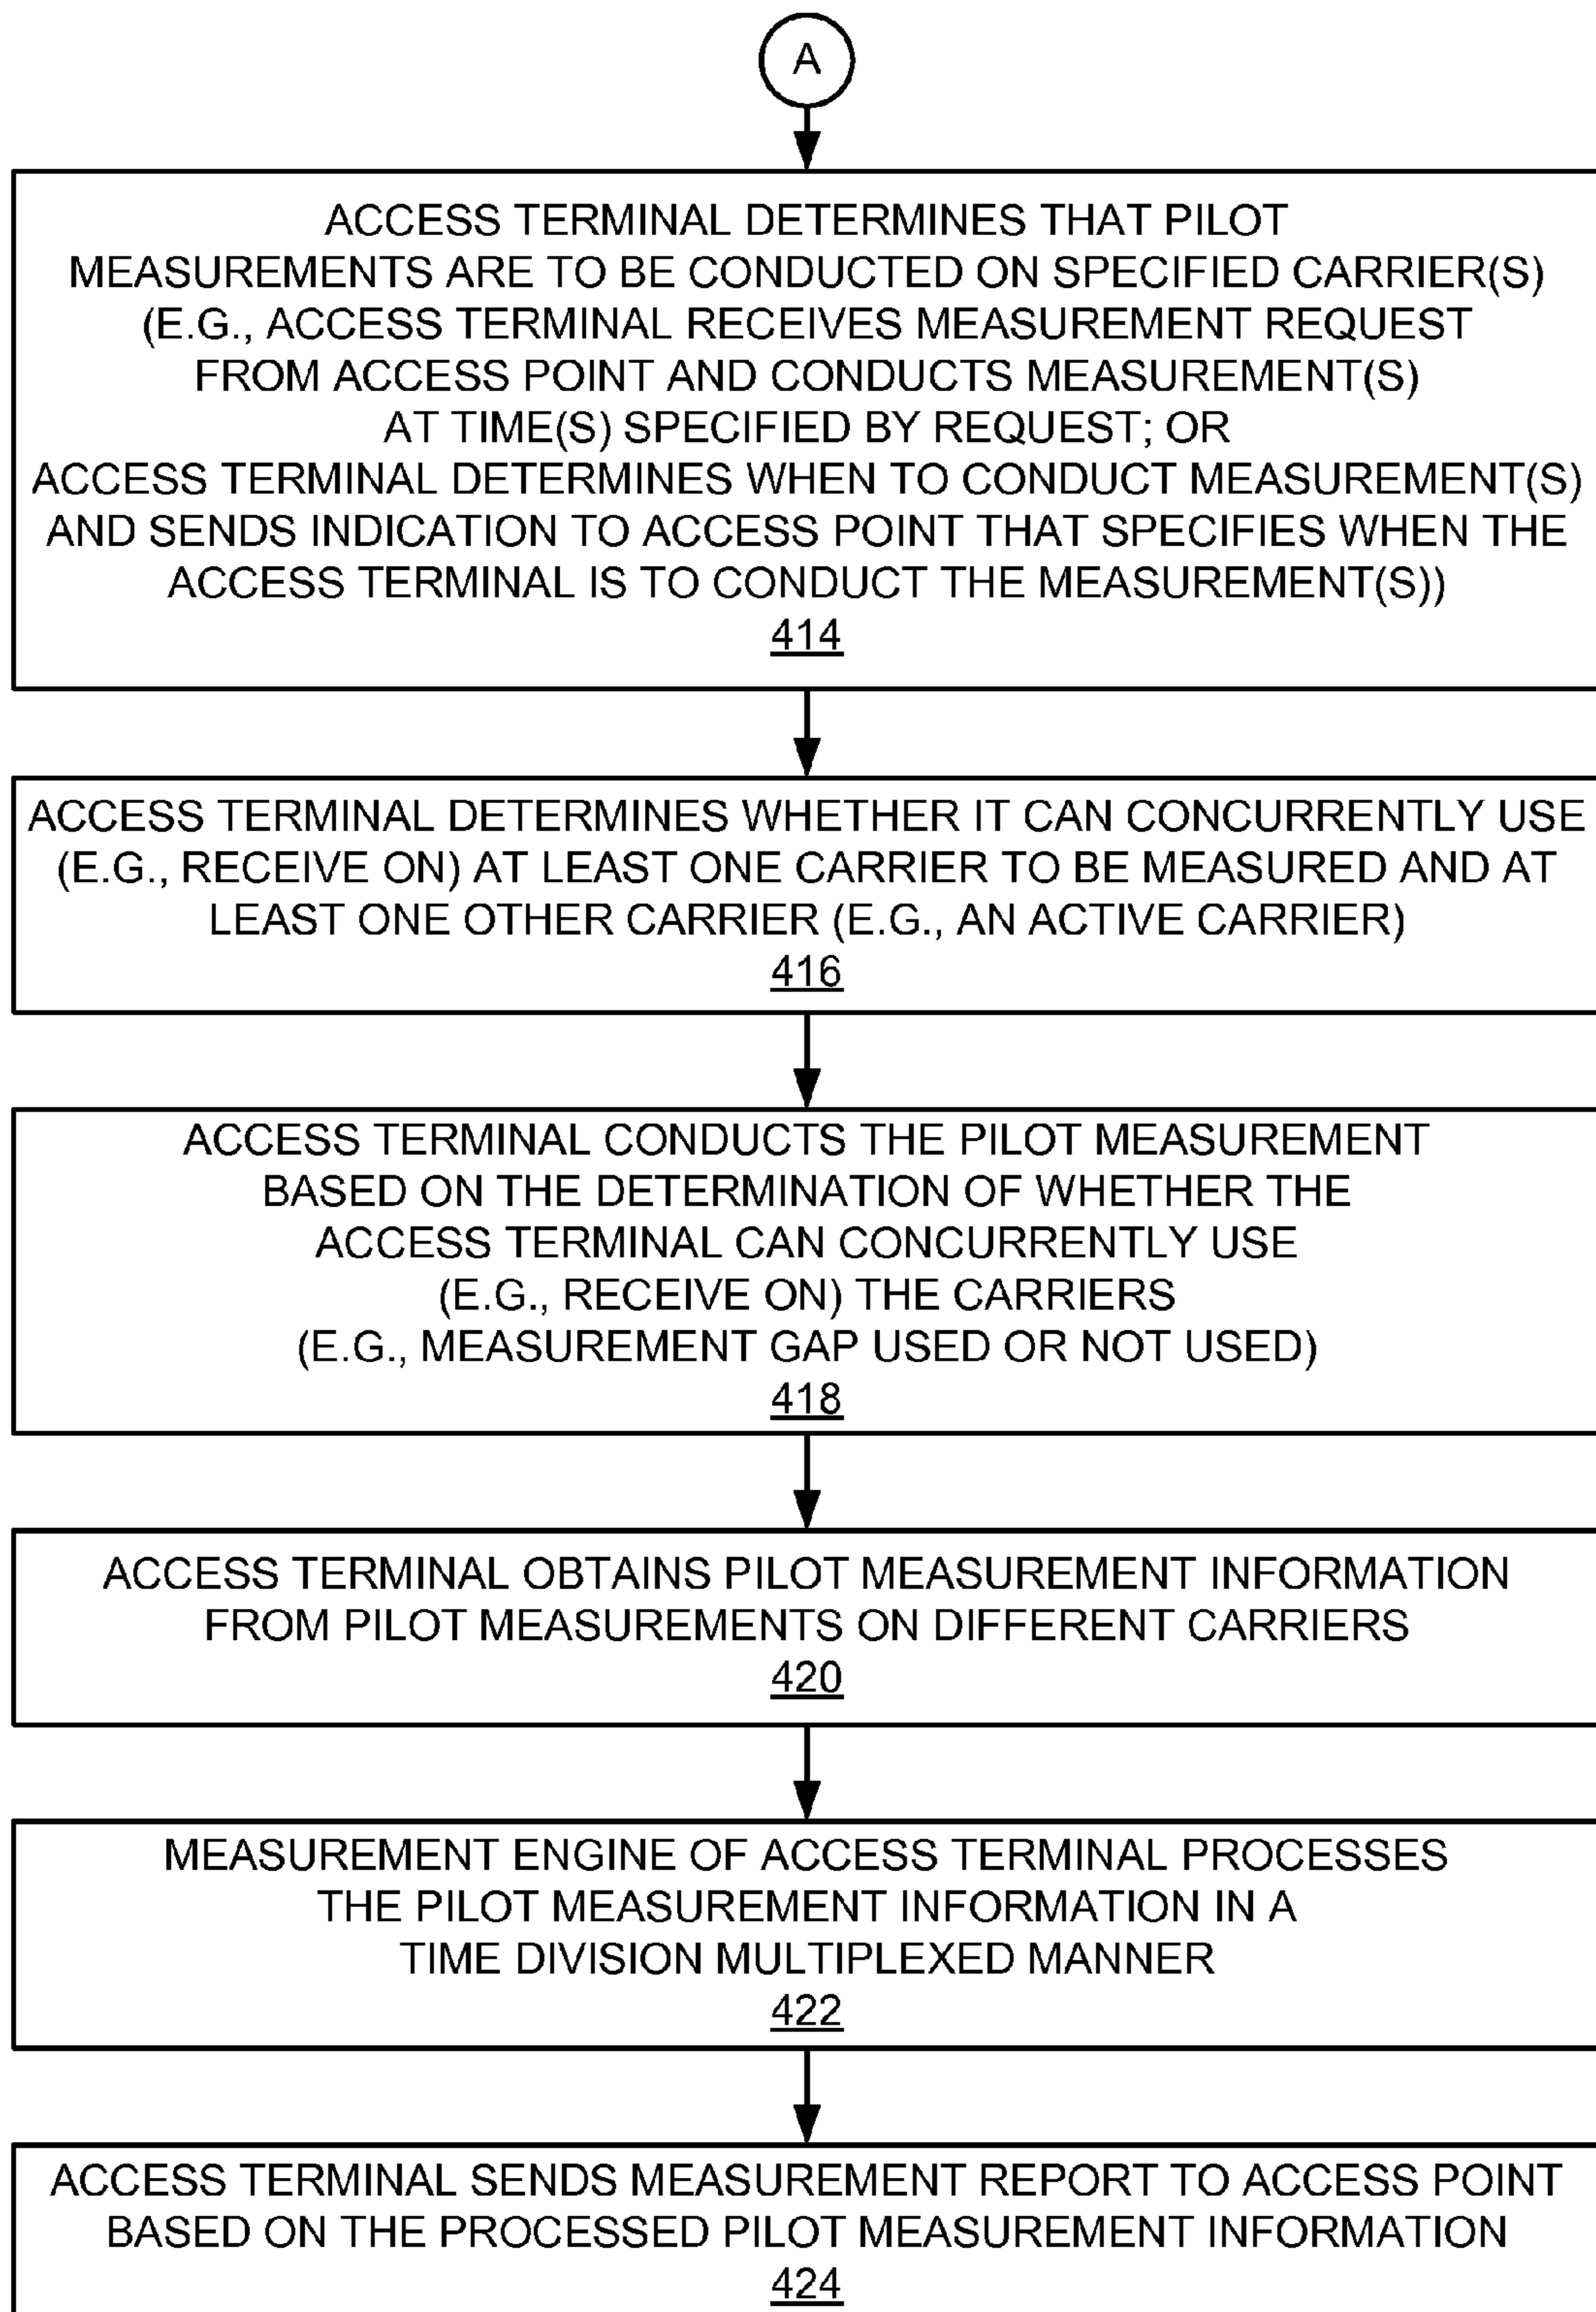 A
ACCESS TERMINAL DETERMINES THAT PILOT
MEASUREMENTS ARE TO BE CONDUCTED ON SPECIFIED CARRIER(S)
(E.G., ACCESS TERMINAL RECEIVES MEASUREMENT REQUEST
FROM ACCESS POINT AND CONDUCTS MEASUREMENT(S)
AT TIME(S) SPECIFIED BY REQUEST; OR
ACCESS TERMINAL DETERMINES WHEN TO CONDUCT MEASUREMENT(S)
AND SENDS INDICATION TO ACCESS POINT THAT SPECIFIES WHEN THE
ACCESS TERMINAL IS TO CONDUCT THE MEASUREMENT(S))
414
ACCESS TERMINAL DETERMINES WHETHER IT CAN CONCURRENTLY USE
(E.G., RECEIVE ON) AT LEAST ONE CARRIER TO BE MEASURED AND AT
LEAST ONE OTHER CARRIER (E.G., AN ACTIVE CARRIER)
416
ACCESS TERMINAL CONDUCTS THE PILOT MEASUREMENT
BASED ON THE DETERMINATION OF WHETHER THE
ACCESS TERMINAL CAN CONCURRENTLY USE
(E.G., RECEIVE ON) THE CARRIERS
(E.G., MEASUREMENT GAP USED OR NOT USED)
418
ACCESS TERMINAL OBTAINS PILOT MEASUREMENT INFORMATION
FROM PILOT MEASUREMENTS ON DIFFERENT CARRIERS
420
MEASUREMENT ENGINE OF ACCESS TERMINAL PROCESSES
THE PILOT MEASUREMENT INFORMATION IN A
TIME DIVISION MULTIPLEXED MANNER
422
ACCESS TERMINAL SENDS MEASUREMENT REPORT TO ACCESS POINT
BASED ON THE PROCESSED PILOT MEASUREMENT INFORMATION
424